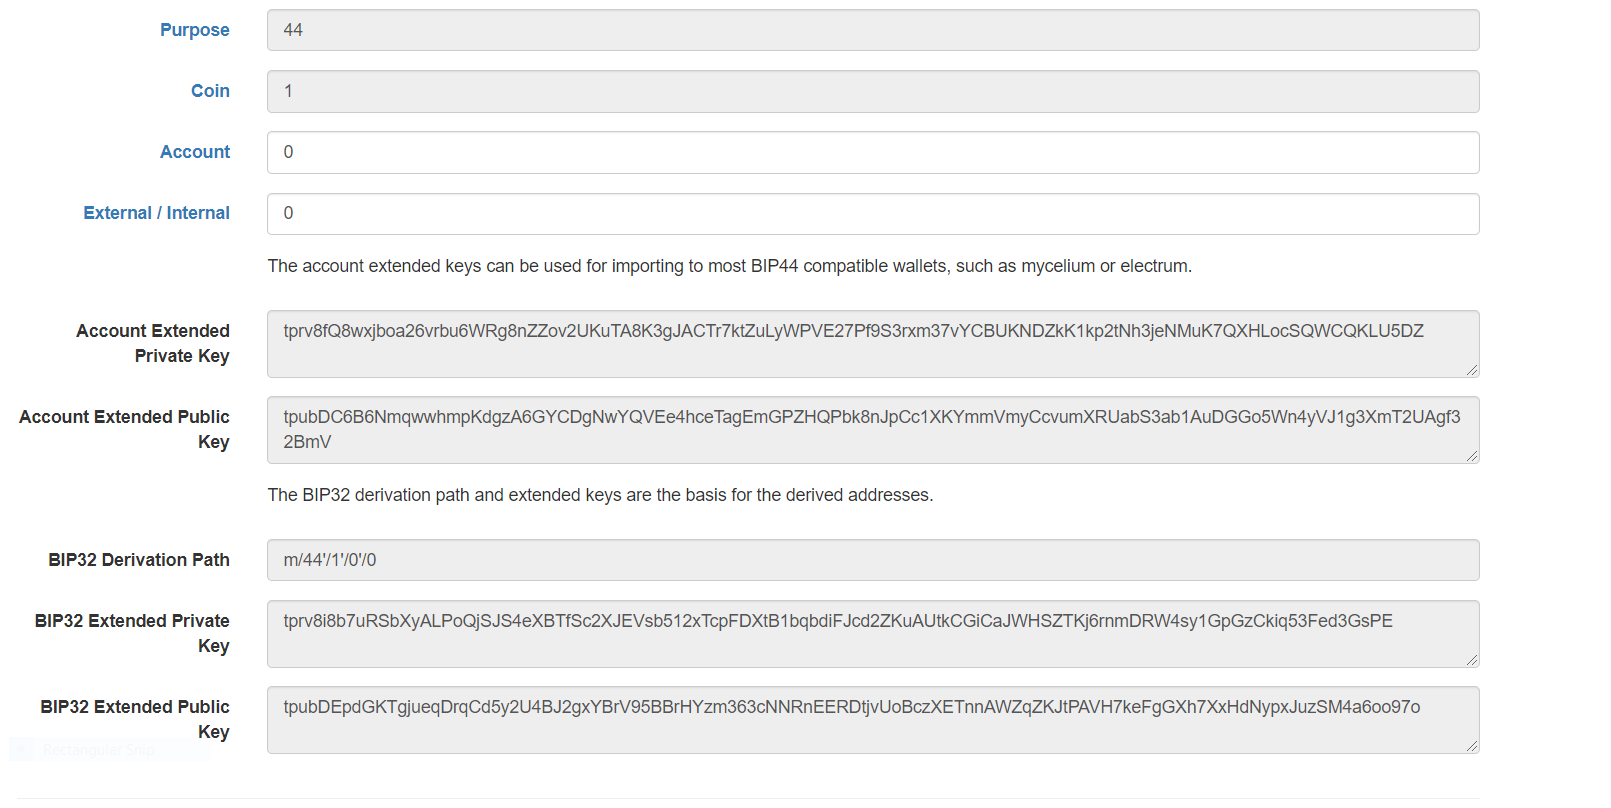 Purpose
44
Coin
1
Account
0
External / Internal
0
The account extended keys can be used for importing to most BIP44 compatible wallets, such as mycelium or electrum.
Account Extended
Private Key
tprv8fQ8wxjboa26vrbu6WRg8nZZov2UKuTA8K3gJACTr7ktZuLyWPVE27Pf9S3rxm37vYCBUKNDZkK1kp2tNh3jeNMuK7QXHLocSQWCQKLU5DZ
Account Extended Public
Key
tpubDC6B6NmqwwhmpKdgzA6GYCDgNwYQVEe4hceTagEmGPZHQPbk8nJpCc1XKYmmVmyCcvumXRUabS3ab1AuDGGo5Wn4yVJ1g3XmT2UAgf3
2BmV
The BIP32 derivation path and extended keys are the basis for the derived addresses.
BIP32 Derivation Path
m/44'/1'/0'/0
BIP32 Extended Private
Key
tprv8i8b7uRSbXyALPoQjSJS4eXBTfSc2XJEVsb512xTcpFDXtB1bqbdiFJcd2ZKuAUtkCGiCaJWHSZTKj6rnmDRW4sy1GpGzCkiq53Fed3GsPE
BIP32 Extended Public
Key
tpubDEpdGKTgjueqDrqCd5y2U4BJ2gxYBrV95BBrHYzm363cNNRnEERDtjvUoBczXETnnAWZqZKJtPAVH7keFgGXh7XxHdNypxJuzSM4a6oo97o
Rectangular Snip